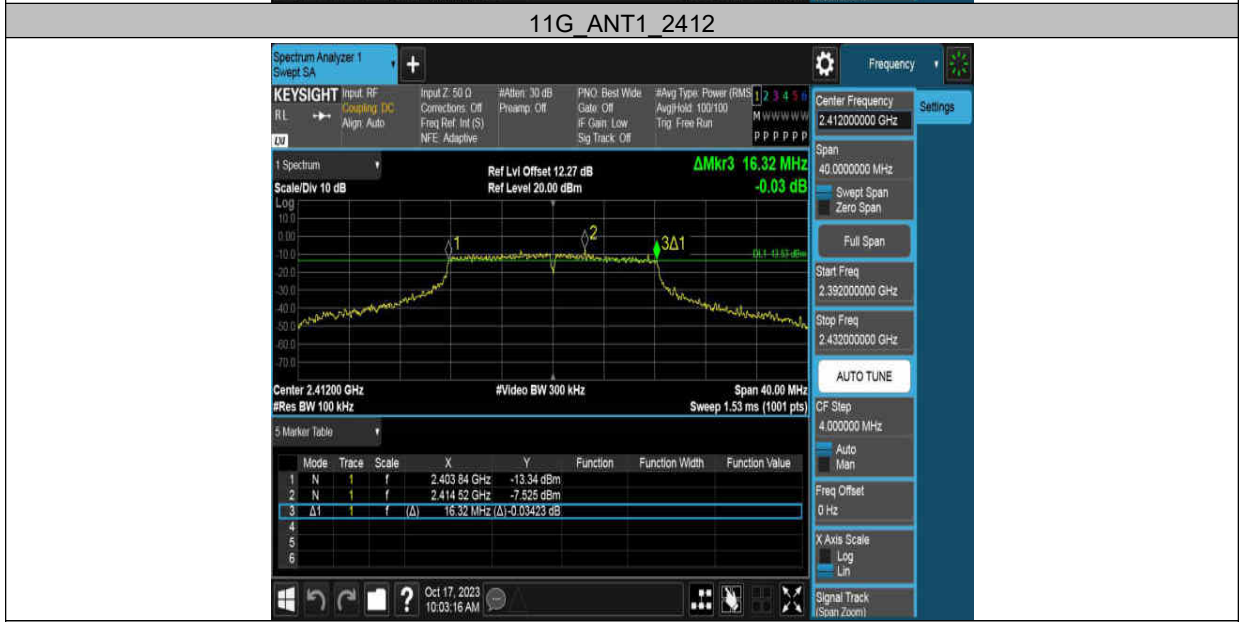 11G_ANT1_2412
Spectrum Analyzer 1
Swept SA
+
Frequency
KEYSIGHT
RL
Input: RF
Coupling: DC
Align: Auto
Input Z: 50 Ω
Corrections: Off
Freq Ref: Int (S)
NFE: Adaptive
#Atten: 30 dB
Preamp: Off
PNO: Best Wide
Gate: Off
IF Gain: Low
Sig Track: Off
#Avg Type: Power (RMS
Avg|Hold: 100/100
Trig: Free Run
1 2 3 4 5 6
M W W W W W
P P P P P P
Center Frequency
2.412000000 GHz
Settings
Span
40.0000000 MHz
Swept Span
Zero Span
Full Span
Start Freq
2.392000000 GHz
Stop Freq
2.432000000 GHz
AUTO TUNE
CF Step
4.000000 MHz
Auto
Man
Freq Offset
0 Hz
X Axis Scale
Log
Lin
Signal Track
(Span Zoom)
1 Spectrum
Ref Lvl Offset 12.27 dB
ΔMkr3 16.32 MHz
Scale/Div 10 dB
Ref Level 20.00 dBm
-0.03 dB
Log
10.0
0.00
-10.0
-20.0
-30.0
-40.0
-50.0
-60.0
-70.0
1
2
3Δ1
DL1 -13.53 dBm
Center 2.41200 GHz
#Video BW 300 kHz
Span 40.00 MHz
#Res BW 100 kHz
Sweep 1.53 ms (1001 pts)
5 Marker Table
Mode Trace Scale X Y Function Function Width Function Value
1 N 1 f 2.403 84 GHz -13.34 dBm
2 N 1 f 2.414 52 GHz -7.525 dBm
3 Δ1 1 f (Δ) 16.32 MHz (Δ) -0.03423 dB
4
5
6
?
Oct 17, 2023
10:03:16 AM